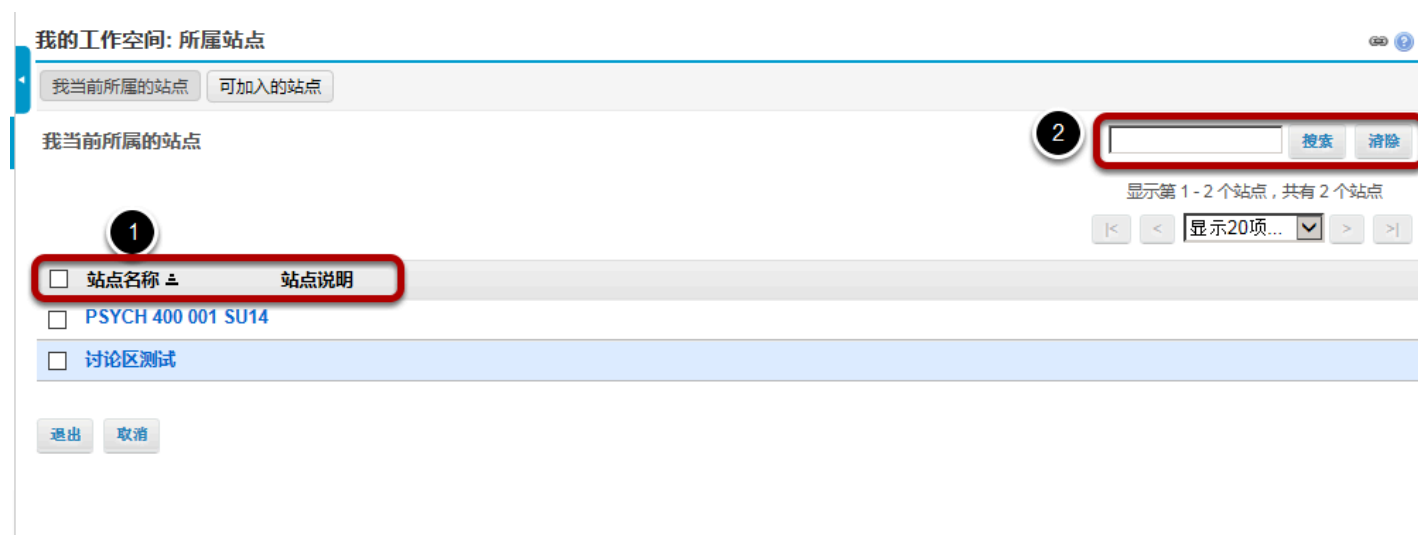 我的工作空间: 所属站点
我当前所属的站点 可加入的站点
我当前所属的站点
2
搜索 清除
显示第 1 - 2 个站点 , 共有 2 个站点
|< < 显示20项... > >|
1
站点名称 站点说明
PSYCH 400 001 SU14
讨论区测试
退出 取消